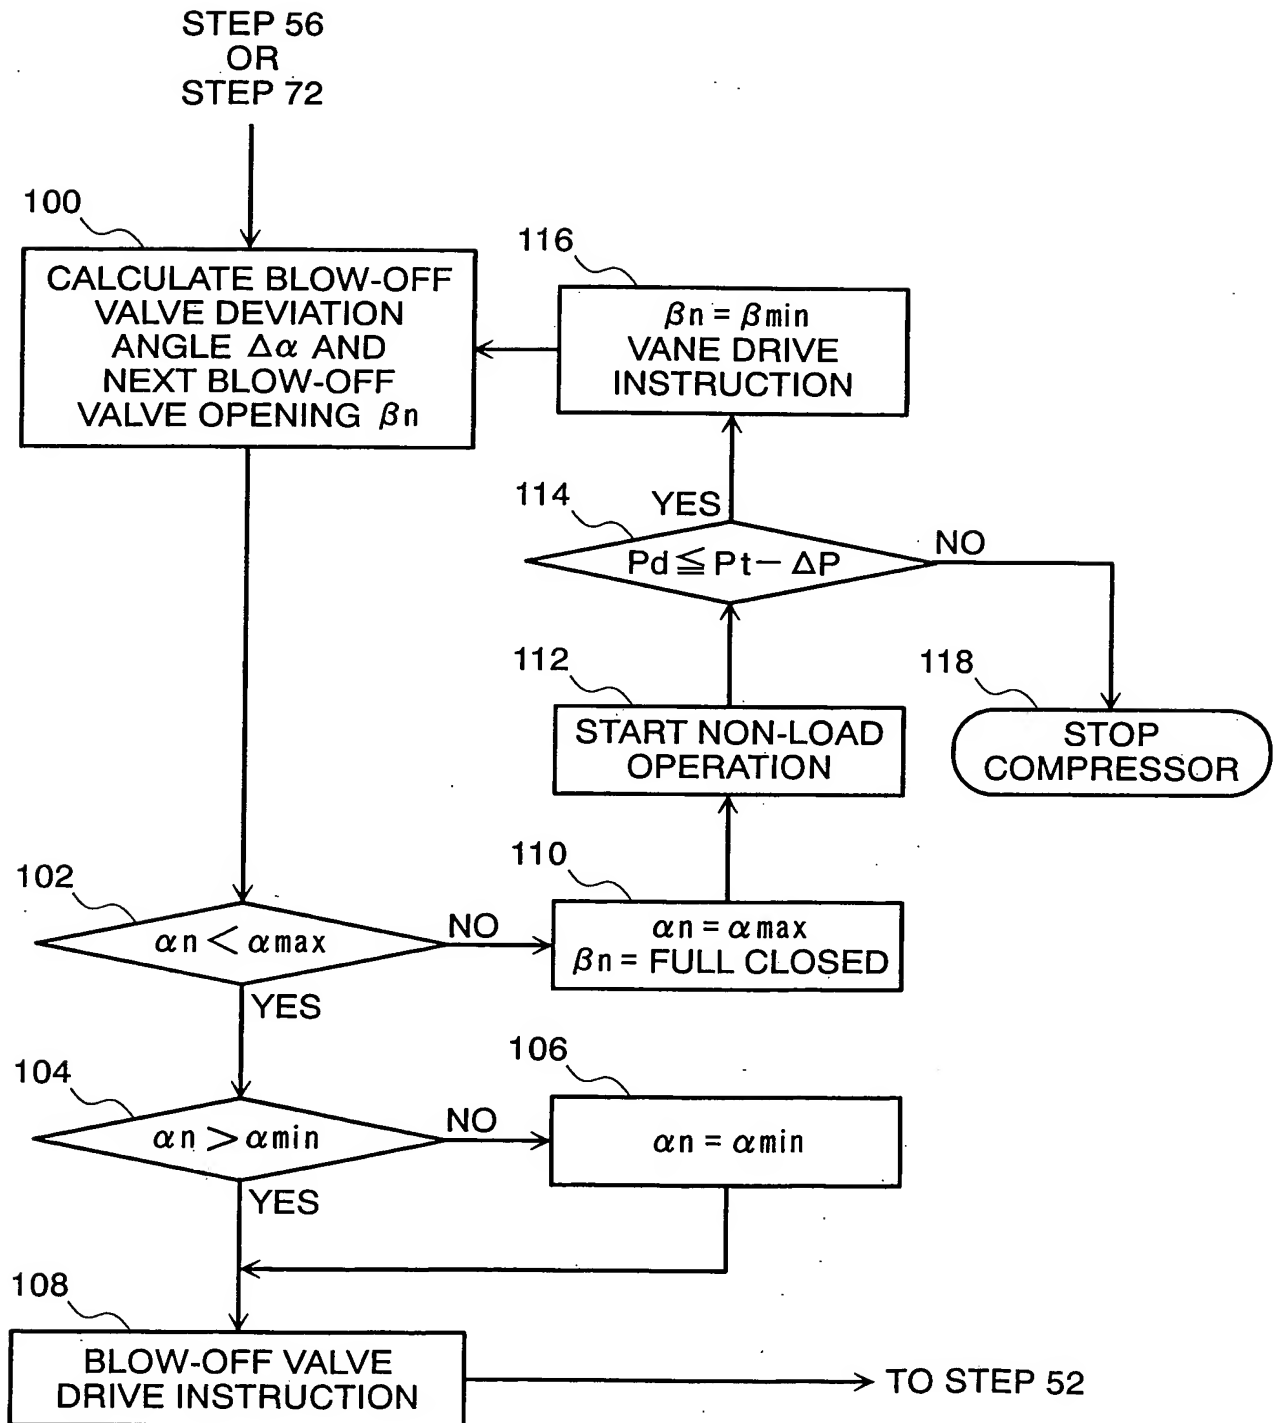 STEP 56
OR
STEP 72
100
CALCULATE BLOW-OFF
VALVE DEVIATION
ANGLE Δα AND
NEXT BLOW-OFF
VALVE OPENING βn
116
βn = βmin
VANE DRIVE
INSTRUCTION
114
YES
Pd ≦ Pt − ΔP
NO
112
START NON-LOAD
OPERATION
118
STOP
COMPRESSOR
110
αn = αmax
βn = FULL CLOSED
102
αn < αmax
NO
YES
104
αn > αmin
NO
YES
106
αn = αmin
108
BLOW-OFF VALVE
DRIVE INSTRUCTION
TO STEP 52